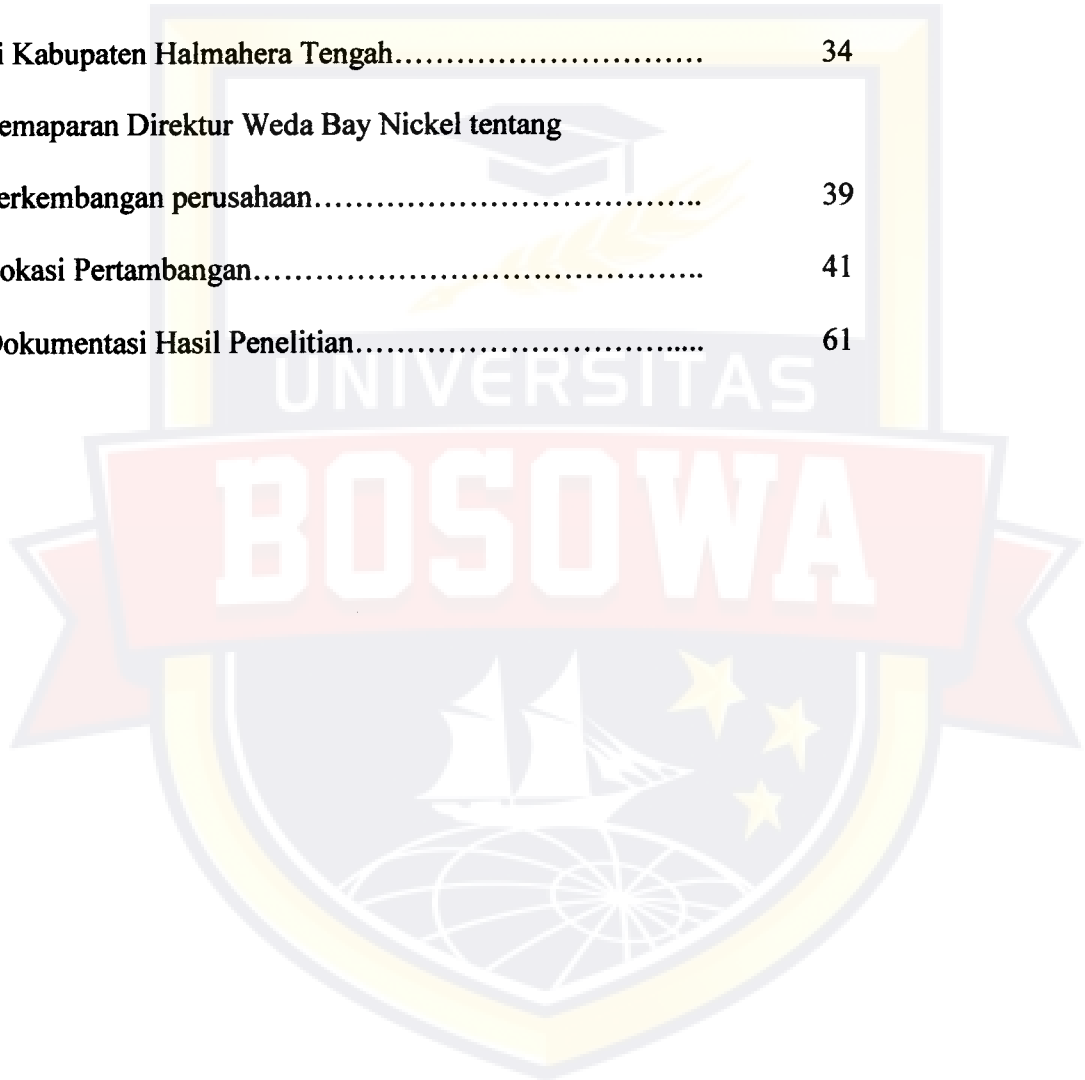 i Kabupaten Halmahera Tengah.............................. 34
emaparan Direktur Weda Bay Nickel tentang
erkembangan perusahaan...................................... 39
okasi Pertambangan............................................ 41
Dokumentasi Hasil Penelitian.................................. 61
UNIVERSITAS
BOSOWA